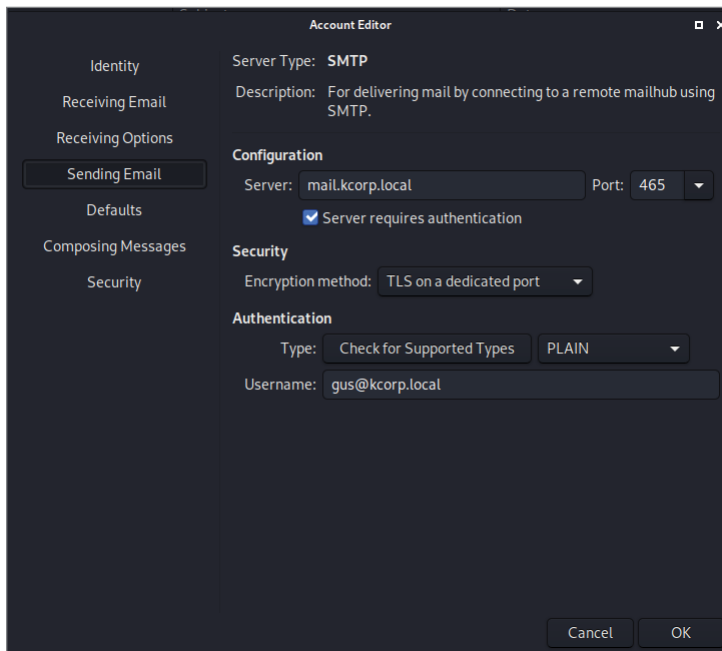 Account Editor
Identity
Receiving Email
Receiving Options
Sending Email
Defaults
Composing Messages
Security
Server Type: SMTP
Description: For delivering mail by connecting to a remote mailhub using
SMTP.
Configuration
Server: mail.kcorp.local Port: 465
Server requires authentication
Security
Encryption method: TLS on a dedicated port
Authentication
Type: Check for Supported Types PLAIN
Username: gus@kcorp.local
Cancel OK